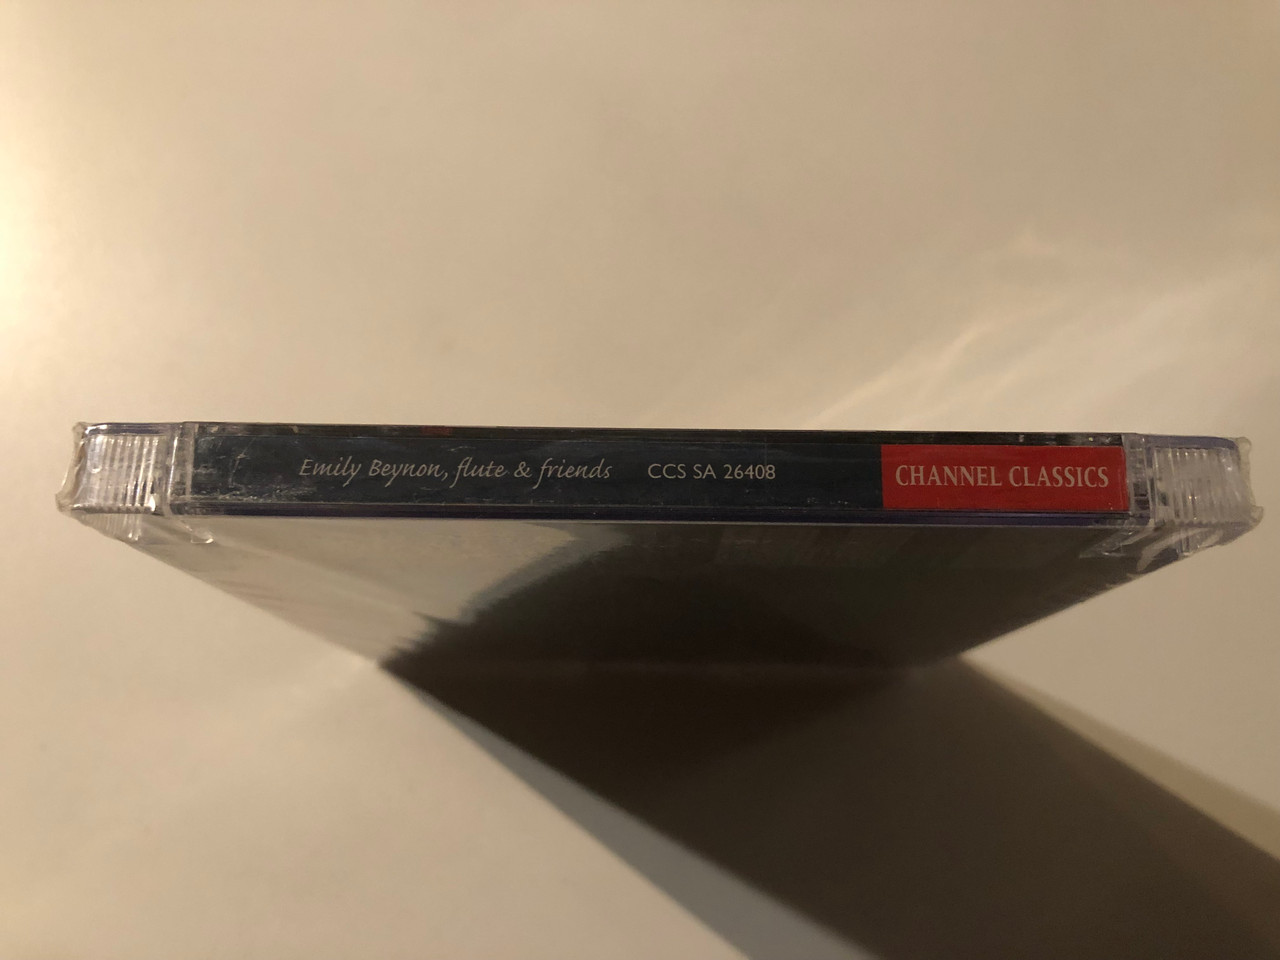 Emily Beynon, flute & friends CCS SA 26408 CHANNEL CLASSICS